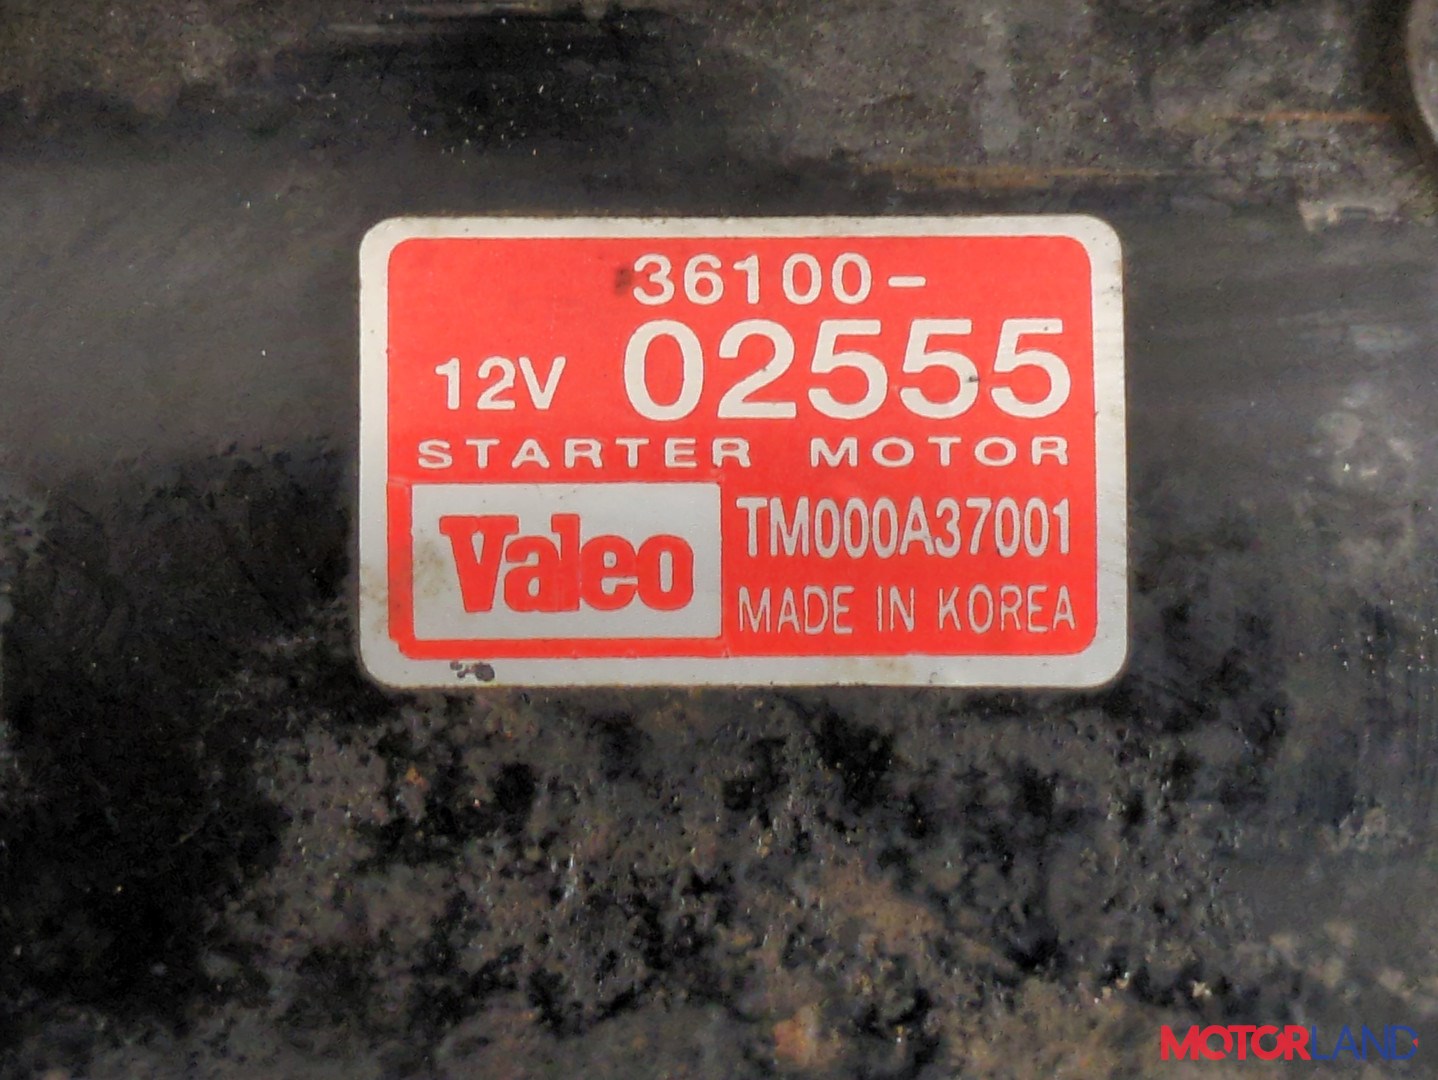 36100-
12V 02555
STARTER MOTOR
Valeo TM000A37001
MADE IN KOREA
MOTORLAND